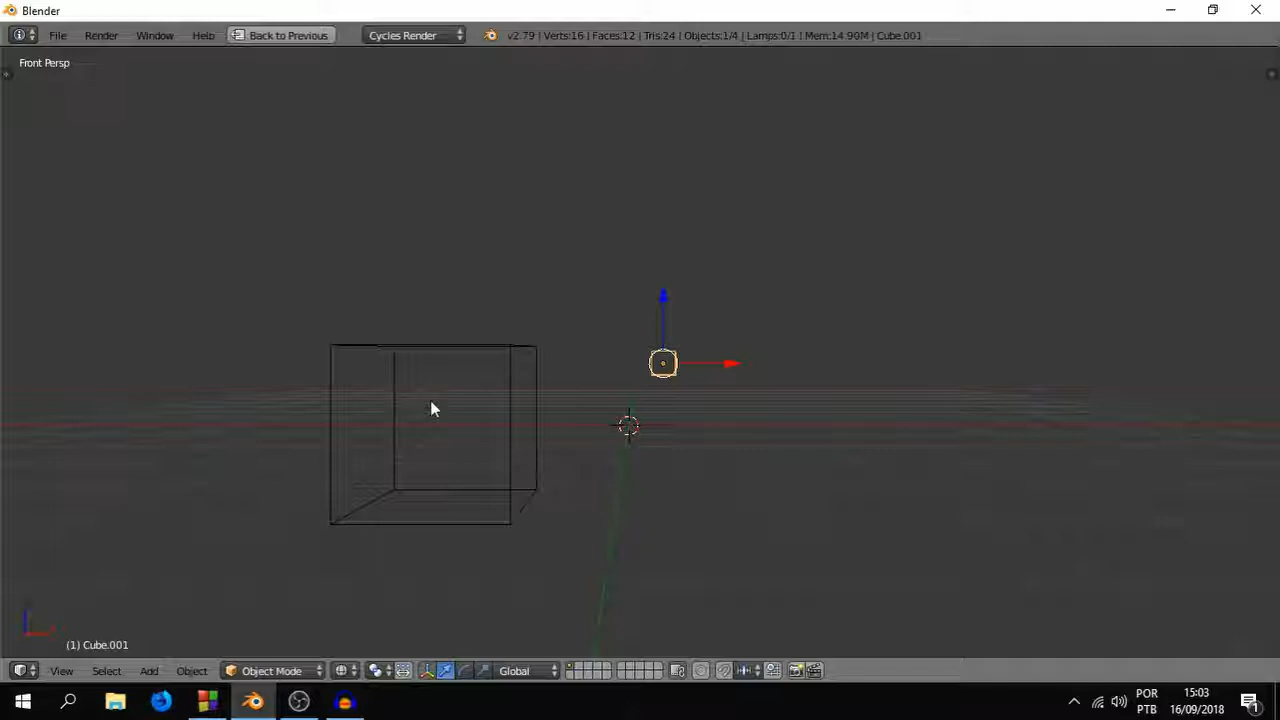 Blender
File Render Window Help Back to Previous Cycles Render v2.79 | Verts:16 | Faces:12 | Tris:24 | Objects:1/4 | Lamps:0/1 | Mem:14.90M | Cube.001
Front Persp
(1) Cube.001
View Select Add Object Object Mode Global
POR 15:03
PTB 16/09/2018 1